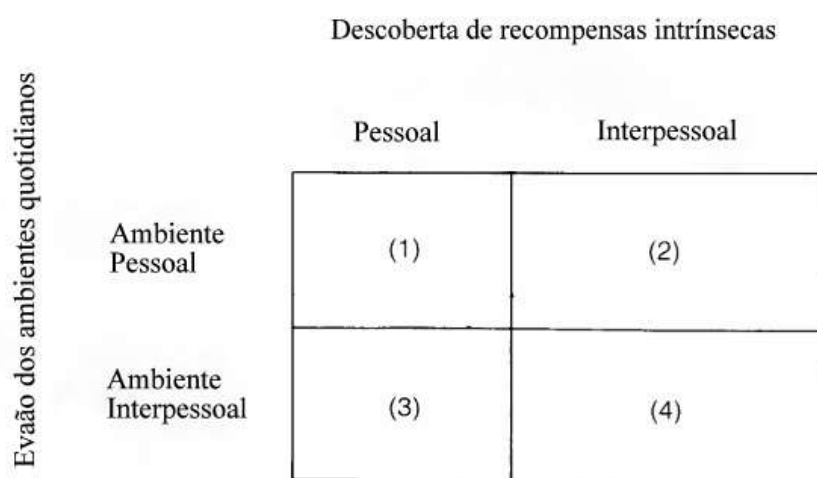 Descoberta de recompensas intrínsecas
Evaão dos ambientes quotidianos
Pessoal
Interpessoal
Ambiente
Pessoal
(1)
(2)
Ambiente
Interpessoal
(3)
(4)